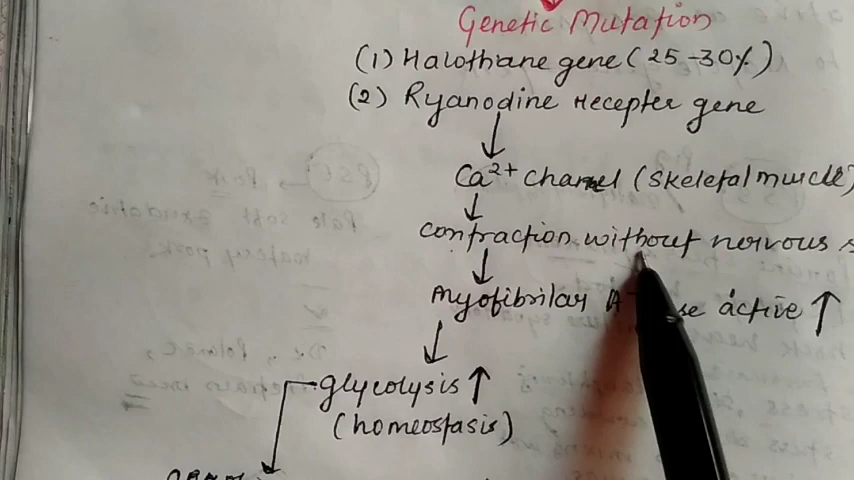 Genetic Mutation
(1) Halothane gene (25-30%)
(2) Ryanodine recepter gene
Ca2+ channel (skeletal muscle)
contraction without nervous
Myofibrilar active ↑
glycolysis ↑
(homeostasis)